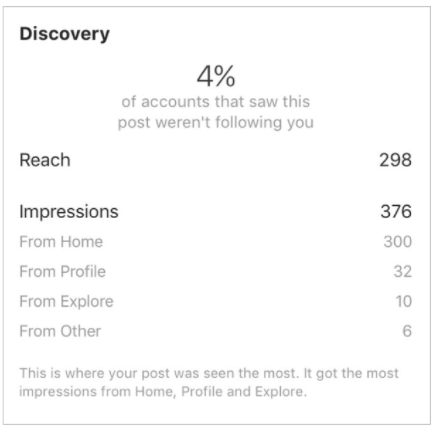 Discovery
4%
of accounts that saw this
post weren't following you
Reach 298
Impressions 376
From Home 300
From Profile 32
From Explore 10
From Other 6
This is where your post was seen the most. It got the most
impressions from Home, Profile and Explore.